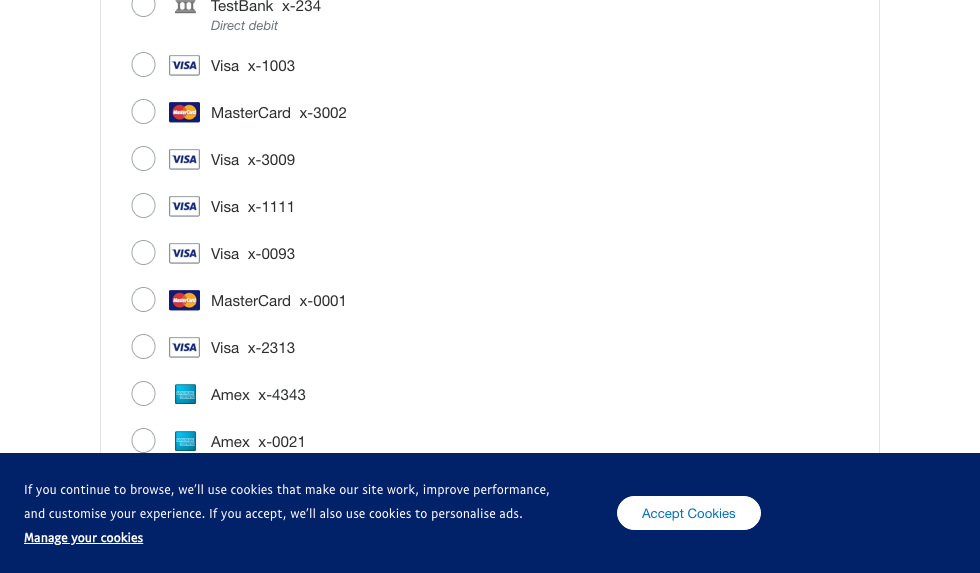 TestBank x-234
Direct debit
VISA Visa x-1003
MasterCard MasterCard x-3002
VISA Visa x-3009
VISA Visa x-1111
VISA Visa x-0093
MasterCard MasterCard x-0001
VISA Visa x-2313
Amex x-4343
Amex x-0021
If you continue to browse, we’ll use cookies that make our site work, improve performance,
and customise your experience. If you accept, we’ll also use cookies to personalise ads.
Manage your cookies
Accept Cookies